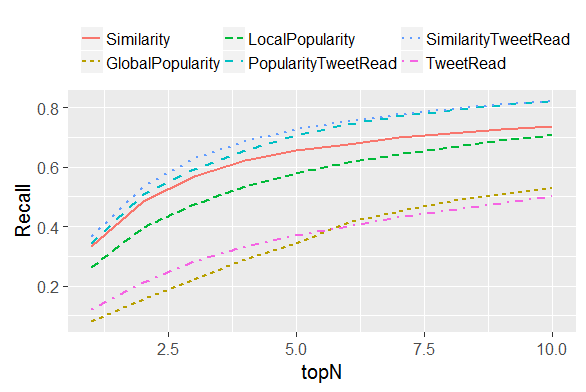 Similarity LocalPopularity SimilarityTweetRead
GlobalPopularity PopularityTweetRead TweetRead
0.8
0.6
0.4
0.2
Recall
2.5 5.0 7.5 10.0
topN